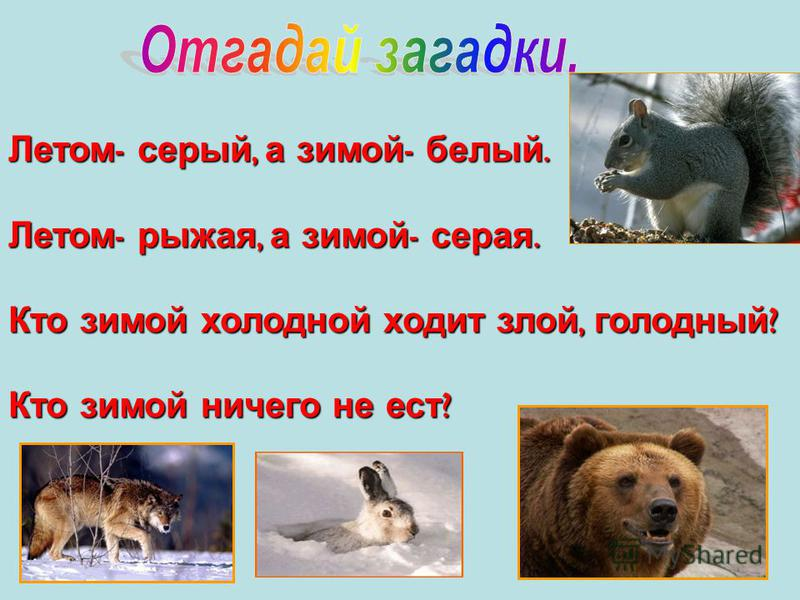 Отгадай загадки.
Летом- серый, а зимой- белый.
Летом- рыжая, а зимой- серая.
Кто зимой холодной ходит злой, голодный?
Кто зимой ничего не ест?
MyShared